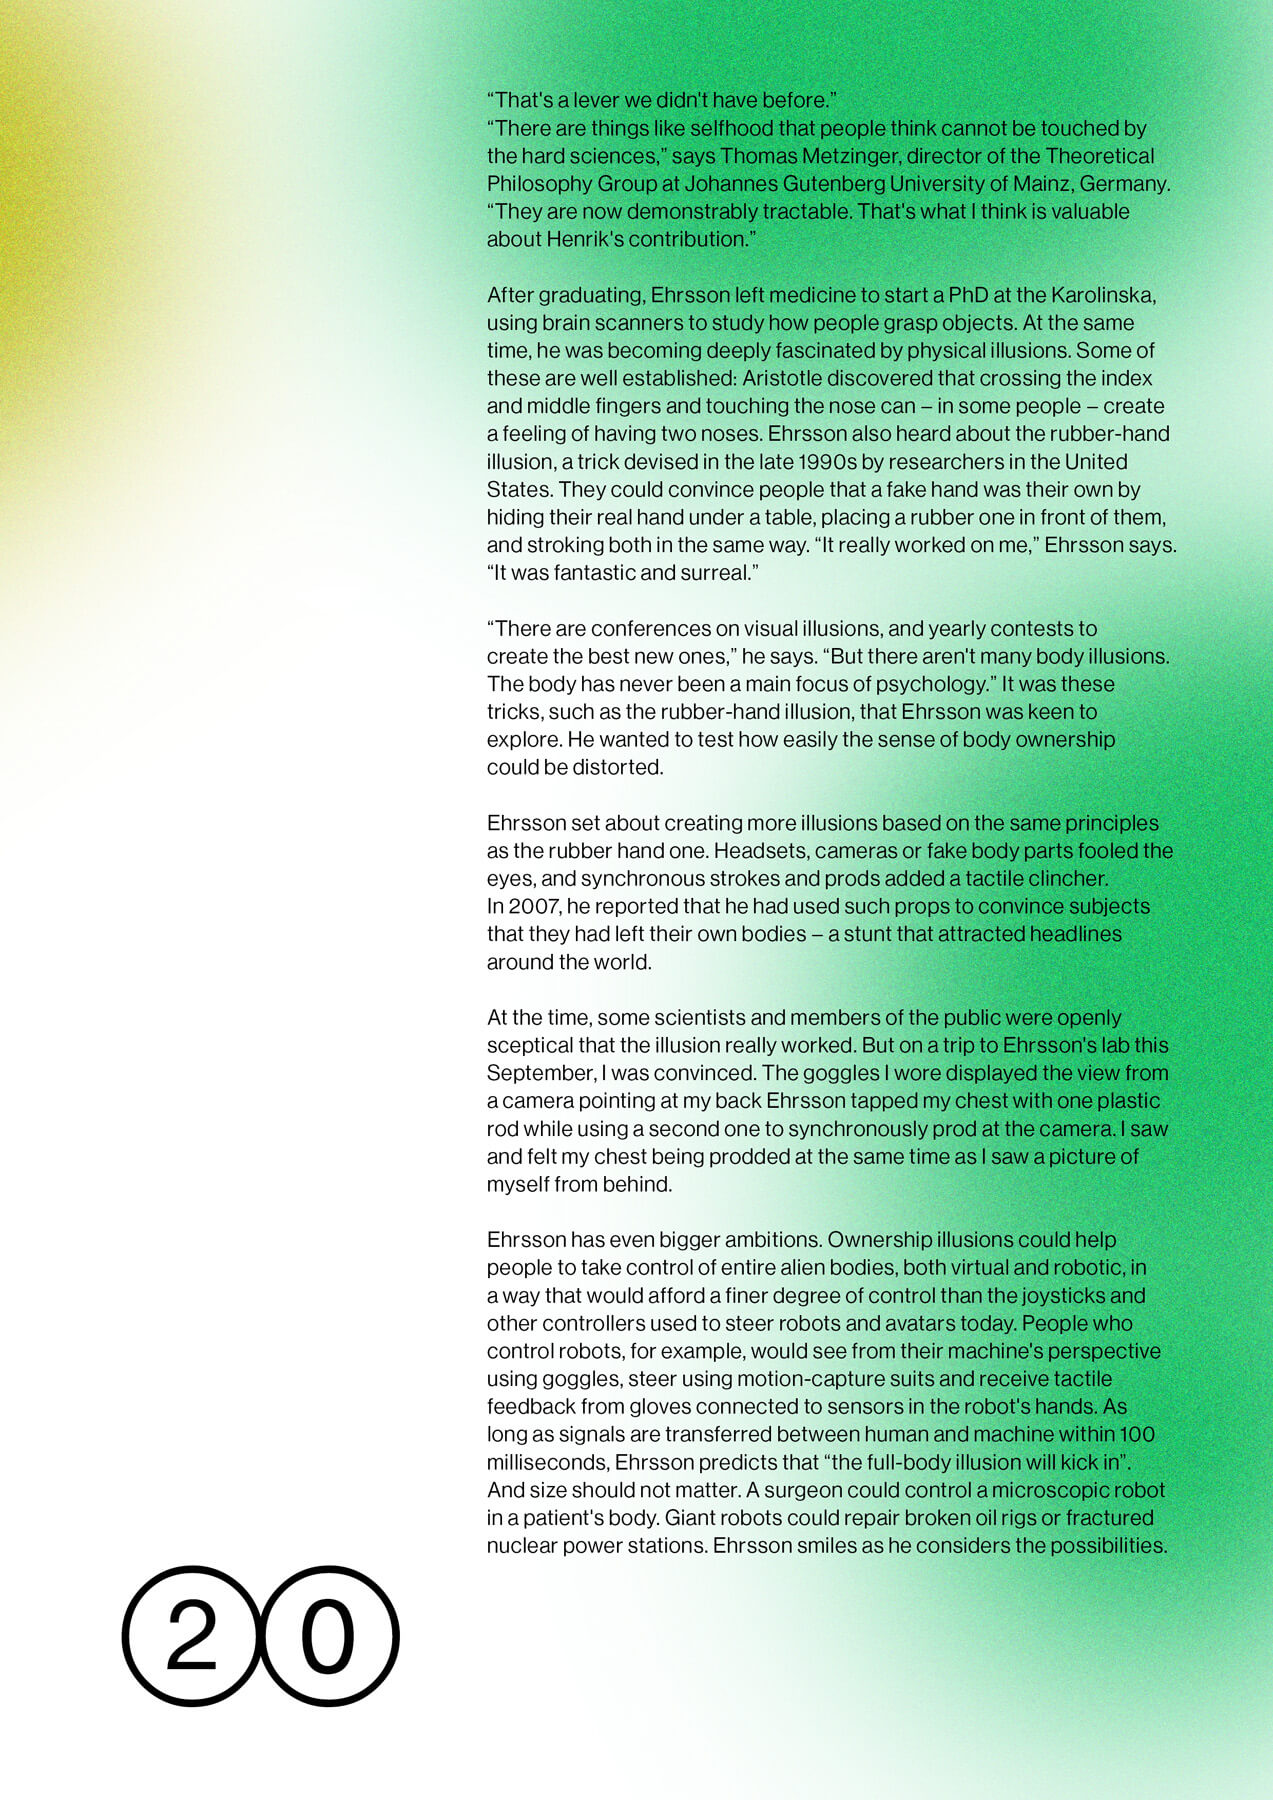 “That's a lever we didn't have before.”
“There are things like selfhood that people think cannot be touched by
the hard sciences,” says Thomas Metzinger, director of the Theoretical
Philosophy Group at Johannes Gutenberg University of Mainz, Germany.
“They are now demonstrably tractable. That's what I think is valuable
about Henrik's contribution.”
After graduating, Ehrsson left medicine to start a PhD at the Karolinska,
using brain scanners to study how people grasp objects. At the same
time, he was becoming deeply fascinated by physical illusions. Some of
these are well established: Aristotle discovered that crossing the index
and middle fingers and touching the nose can – in some people – create
a feeling of having two noses. Ehrsson also heard about the rubber-hand
illusion, a trick devised in the late 1990s by researchers in the United
States. They could convince people that a fake hand was their own by
hiding their real hand under a table, placing a rubber one in front of them,
and stroking both in the same way. “It really worked on me,” Ehrsson says.
“It was fantastic and surreal.”
“There are conferences on visual illusions, and yearly contests to
create the best new ones,” he says. “But there aren't many body illusions.
The body has never been a main focus of psychology.” It was these
tricks, such as the rubber-hand illusion, that Ehrsson was keen to
explore. He wanted to test how easily the sense of body ownership
could be distorted.
Ehrsson set about creating more illusions based on the same principles
as the rubber hand one. Headsets, cameras or fake body parts fooled the
eyes, and synchronous strokes and prods added a tactile clincher.
In 2007, he reported that he had used such props to convince subjects
that they had left their own bodies – a stunt that attracted headlines
around the world.
At the time, some scientists and members of the public were openly
sceptical that the illusion really worked. But on a trip to Ehrsson's lab this
September, I was convinced. The goggles I wore displayed the view from
a camera pointing at my back Ehrsson tapped my chest with one plastic
rod while using a second one to synchronously prod at the camera. I saw
and felt my chest being prodded at the same time as I saw a picture of
myself from behind.
Ehrsson has even bigger ambitions. Ownership illusions could help
people to take control of entire alien bodies, both virtual and robotic, in
a way that would afford a finer degree of control than the joysticks and
other controllers used to steer robots and avatars today. People who
control robots, for example, would see from their machine's perspective
using goggles, steer using motion-capture suits and receive tactile
feedback from gloves connected to sensors in the robot's hands. As
long as signals are transferred between human and machine within 100
milliseconds, Ehrsson predicts that “the full-body illusion will kick in”.
And size should not matter. A surgeon could control a microscopic robot
in a patient's body. Giant robots could repair broken oil rigs or fractured
nuclear power stations. Ehrsson smiles as he considers the possibilities.
20